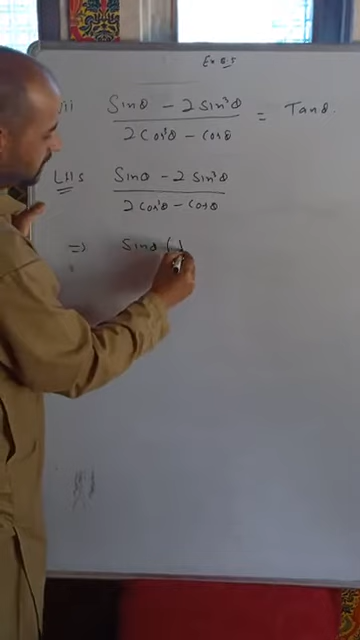 Ex 8.5
vii sinθ − 2 sin³θ / 2 cos³θ − cosθ = Tanθ.
LHS sinθ − 2 sin³θ / 2 cos³θ − cosθ
⇒ sinθ (1